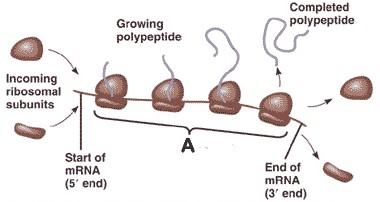 Growing
polypeptide
Completed
polypeptide
Incoming
ribosomal
subunits
A
Start of
mRNA
(5′ end)
End of
mRNA
(3′ end)